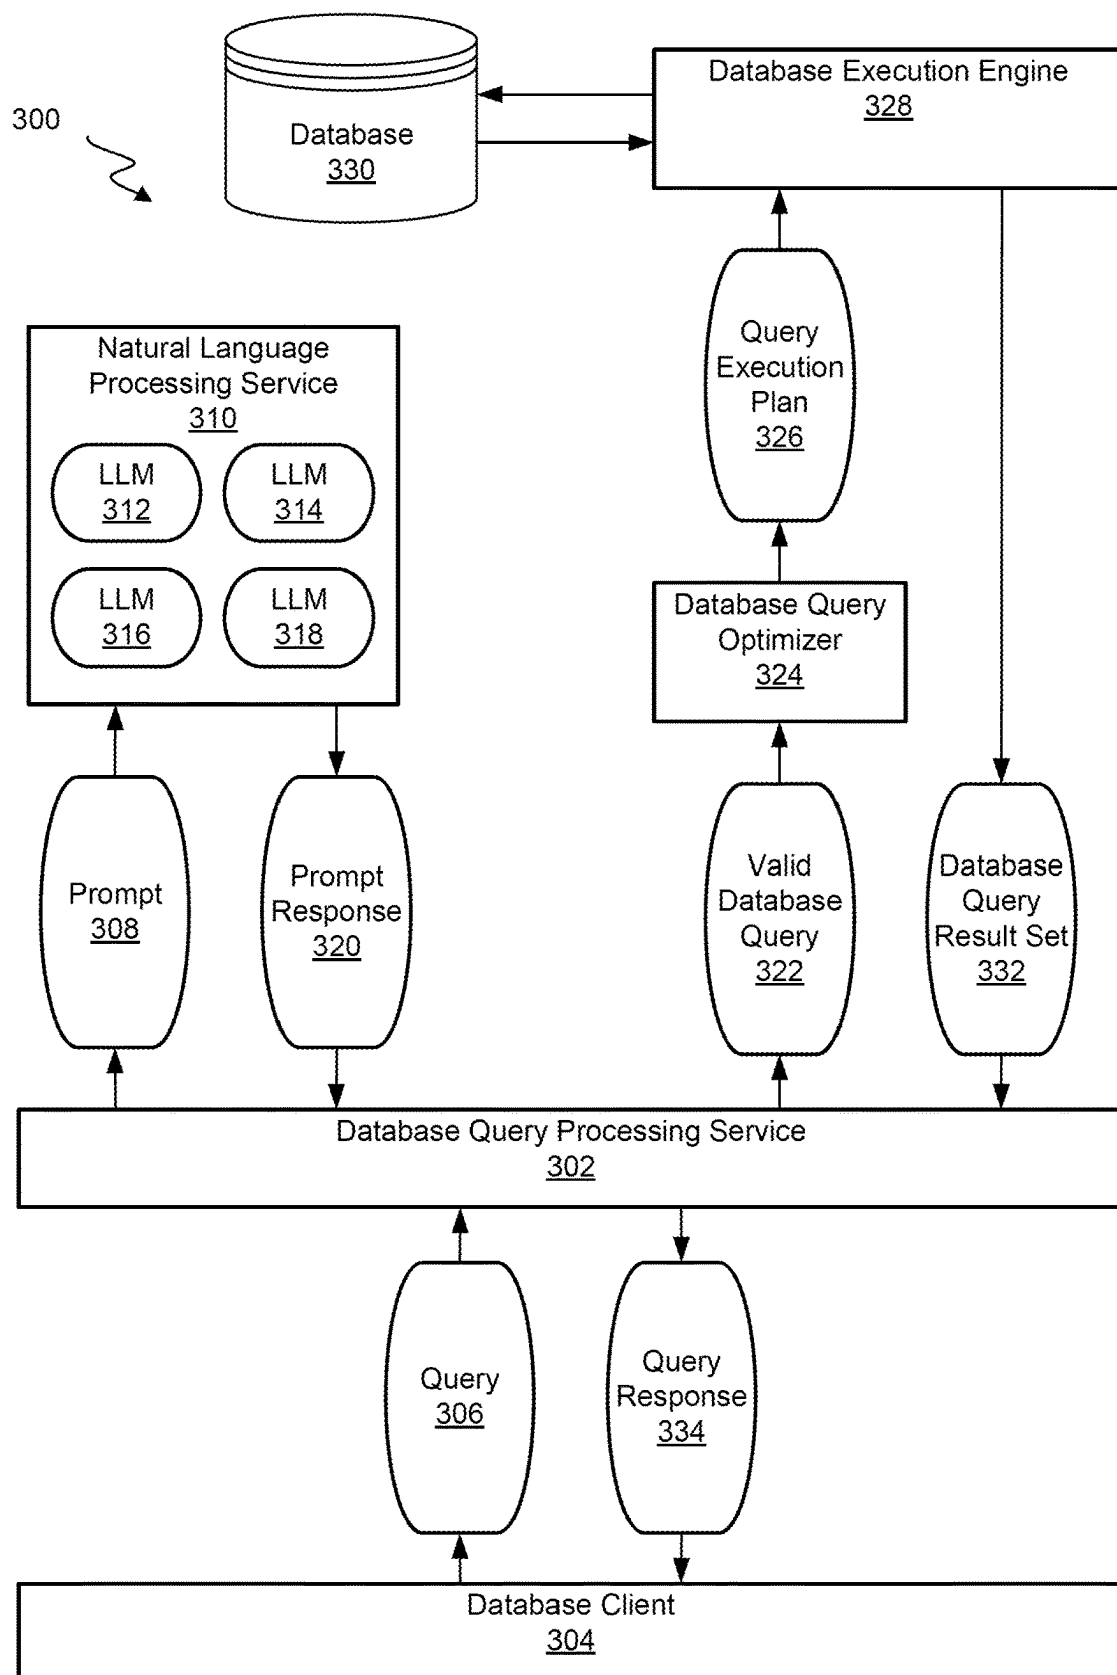 Database Execution Engine
328
300
Database
330
Natural Language
Processing Service
310
LLM
312
LLM
314
LLM
316
LLM
318
Query
Execution
Plan
326
Database Query
Optimizer
324
Prompt
308
Prompt
Response
320
Valid
Database
Query
322
Database
Query
Result Set
332
Database Query Processing Service
302
Query
306
Query
Response
334
Database Client
304